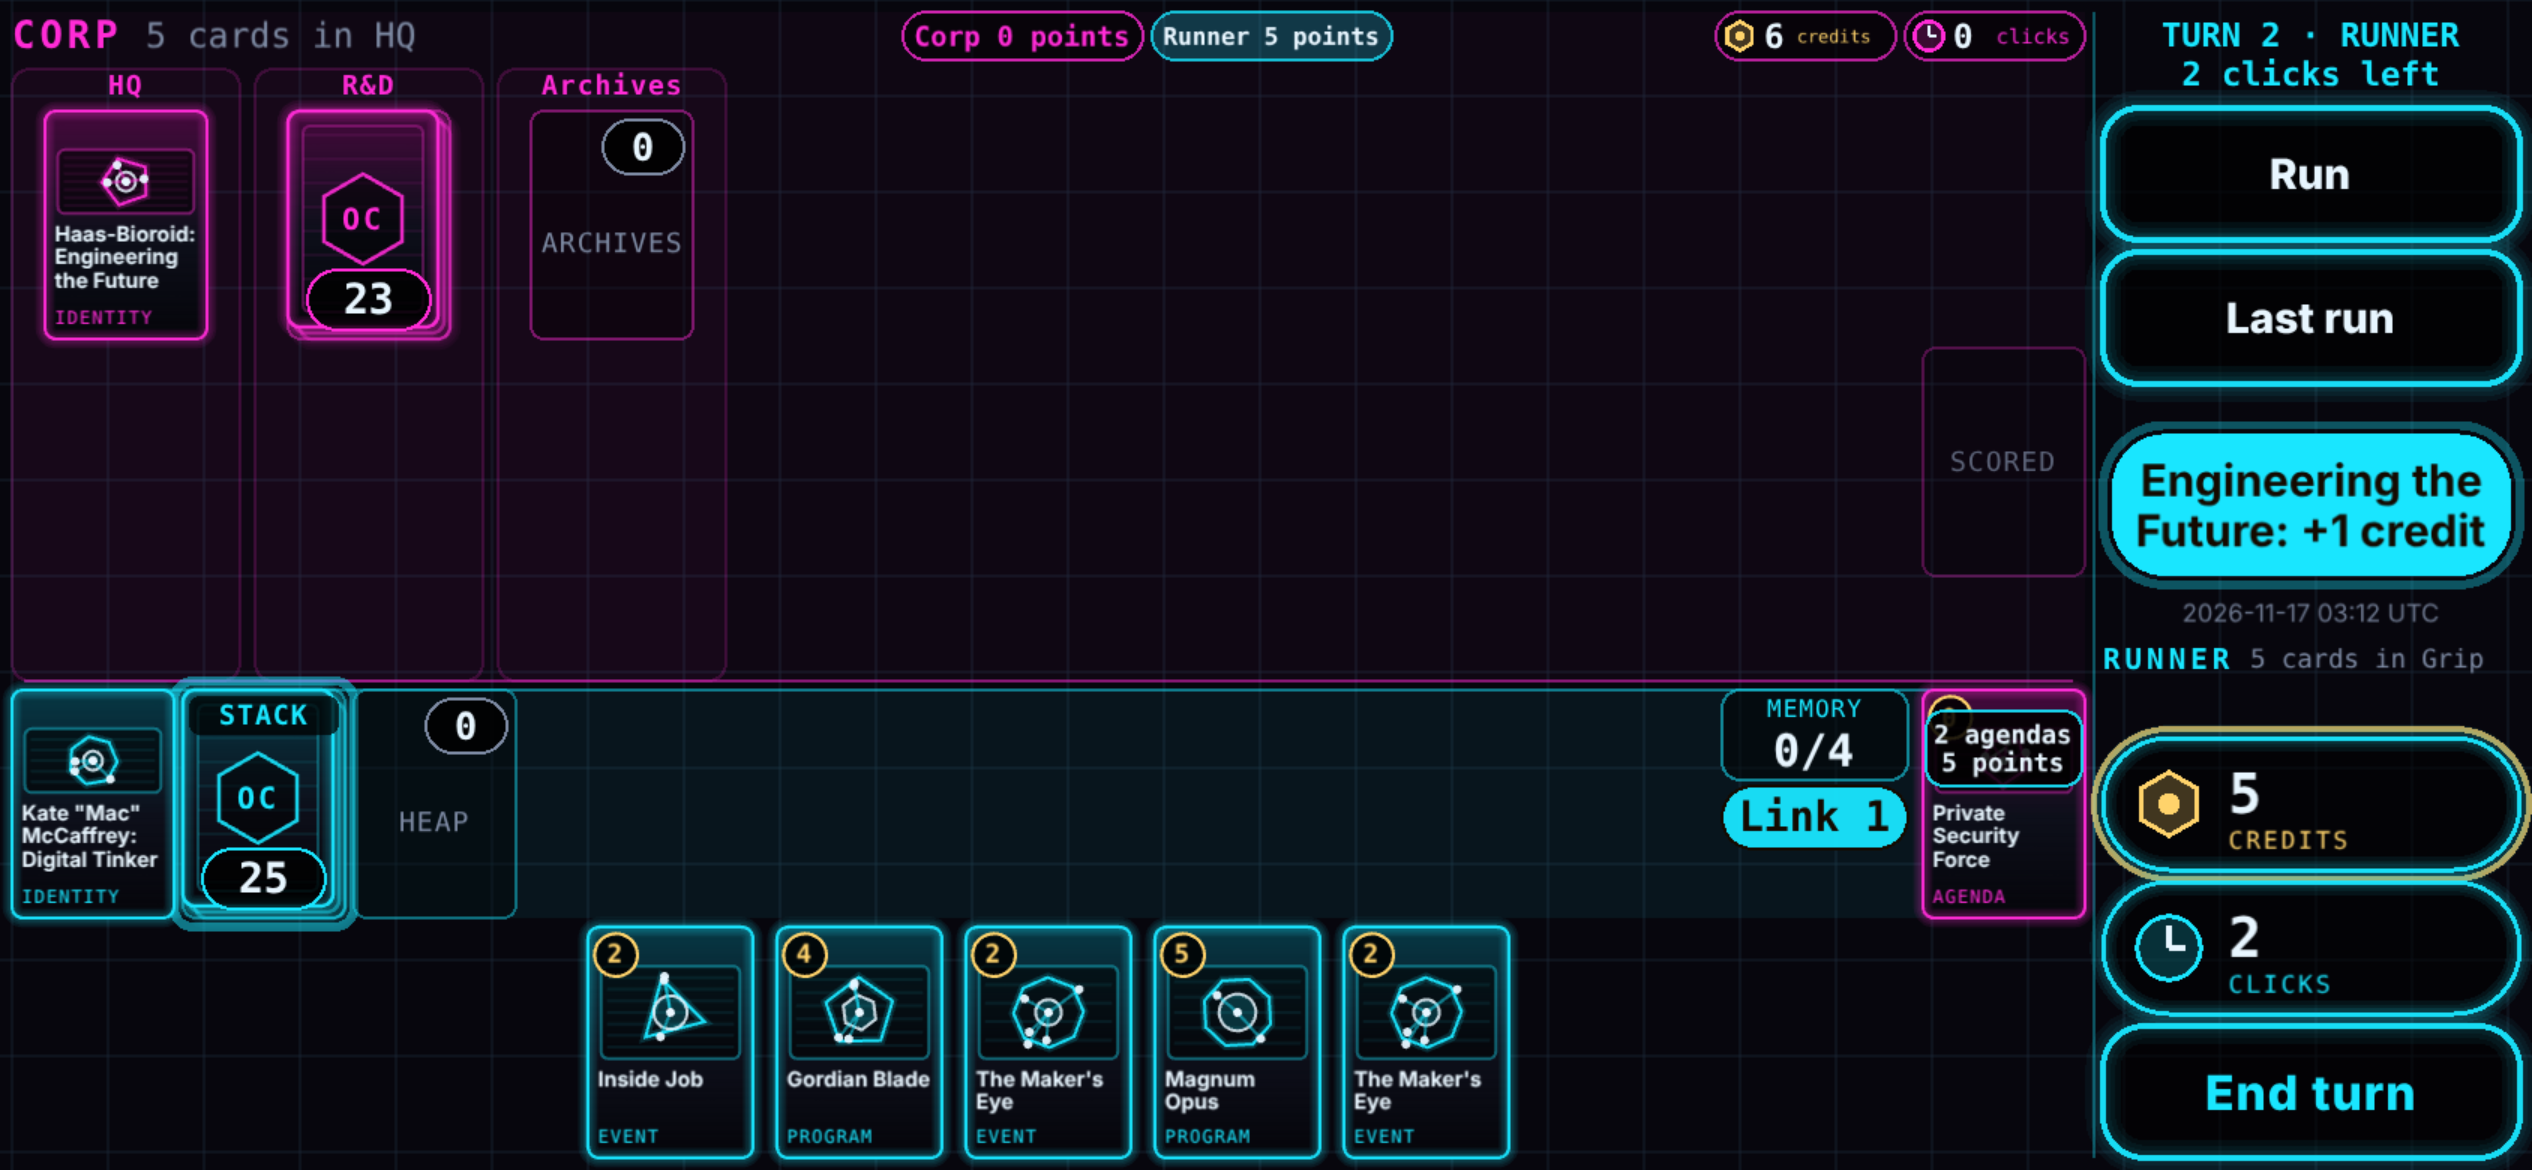 CORP 5 cards in HQ
Corp 0 points
Runner 5 points
6 credits
0 clicks
TURN 2 · RUNNER
2 clicks left
HQ
R&D
Archives
Haas-Bioroid:
Engineering
the Future
IDENTITY
OC
23
0
ARCHIVES
SCORED
Run
Last run
Engineering the
Future: +1 credit
2026-11-17 03:12 UTC
RUNNER 5 cards in Grip
Kate "Mac"
McCaffrey:
Digital Tinker
IDENTITY
STACK
OC
25
0
HEAP
MEMORY
0/4
Link 1
2 agendas
5 points
Private
Security
Force
AGENDA
5
CREDITS
2
CLICKS
End turn
2
Inside Job
EVENT
4
Gordian Blade
PROGRAM
2
The Maker's
Eye
EVENT
5
Magnum
Opus
PROGRAM
2
The Maker's
Eye
EVENT